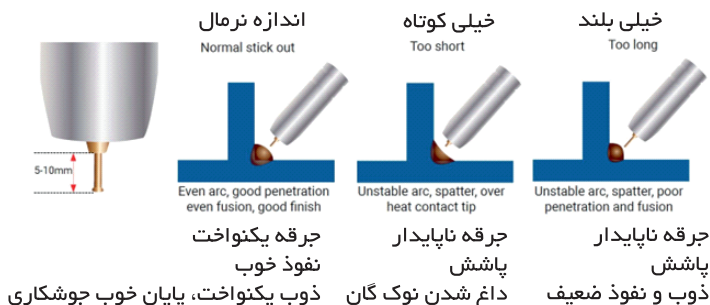 اندازه نرمال
Normal stick out
5-10mm
Even arc, good penetration
even fusion, good finish
جرقه یکنواخت
نفوذ خوب
ذوب یکنواخت، پایان خوب جوشکاری
خیلی کوتاه
Too short
Unstable arc, spatter, over
heat contact tip
جرقه ناپایدار
پاشش
داغ شدن نوک گان
خیلی بلند
Too long
Unstable arc, spatter, poor
penetration and fusion
جرقه ناپایدار
پاشش
ذوب و نفوذ ضعیف